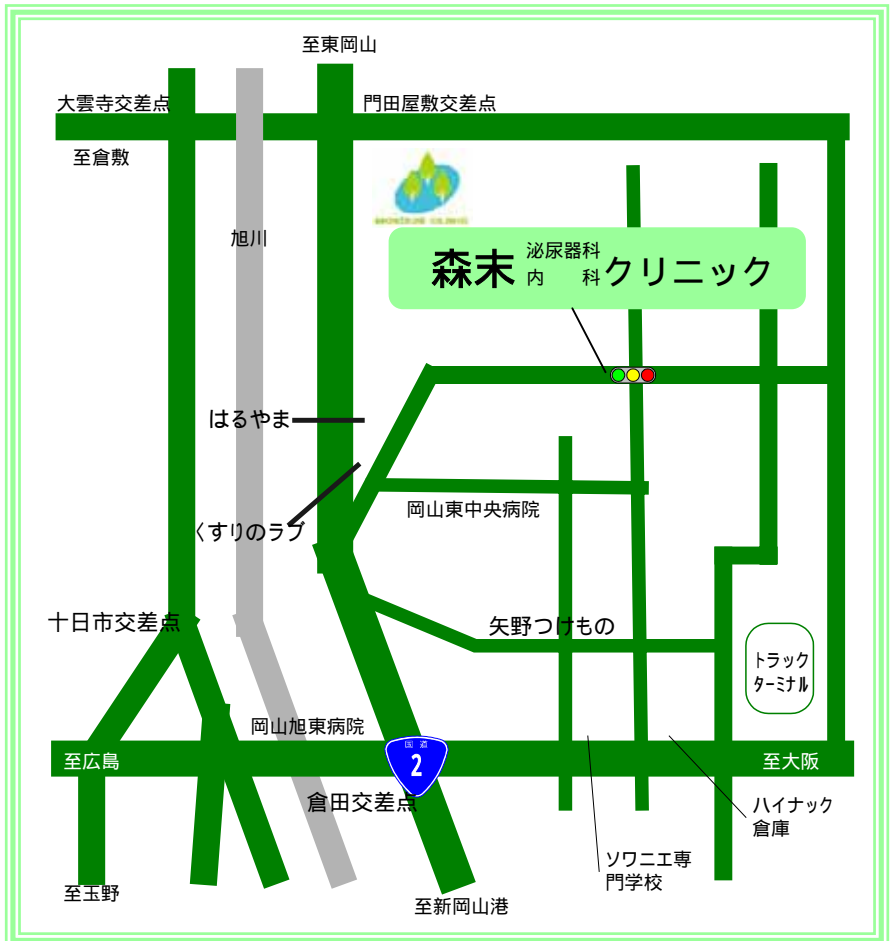 至東岡山
大雲寺交差点
門田屋敷交差点
至倉敷
旭川
森末 泌尿器科 クリニック
内　　科
はるやま
くすりのラブ
岡山東中央病院
十日市交差点
矢野つけもの
トラック
ターミナル
岡山旭東病院
国道
2
至広島
至大阪
倉田交差点
ハイナック
倉庫
ソワニエ専
門学校
至玉野
至新岡山港